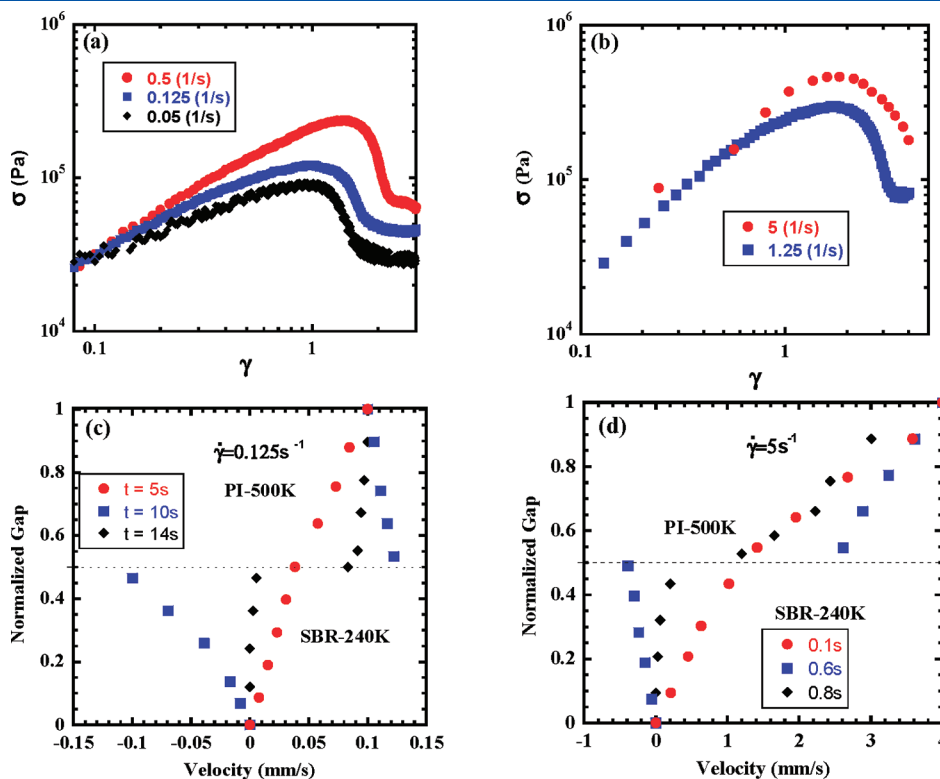 (a)
10⁶
10⁵
10⁴
σ (Pa)
0.5 (1/s)
0.125 (1/s)
0.05 (1/s)
0.1
1
γ
(b)
10⁶
10⁵
10⁴
σ (Pa)
5 (1/s)
1.25 (1/s)
0.1
1
10
γ
(c)
γ̇=0.125s⁻¹
PI-500K
t = 5s
t = 10s
t = 14s
SBR-240K
Normalized Gap
1
0.8
0.6
0.4
0.2
0
-0.15
-0.1
-0.05
0
0.05
0.1
0.15
Velocity (mm/s)
(d)
γ̇=5s⁻¹
PI-500K
SBR-240K
0.1s
0.6s
0.8s
Normalized Gap
1
0.8
0.6
0.4
0.2
0
-1
0
1
2
3
4
Velocity (mm/s)